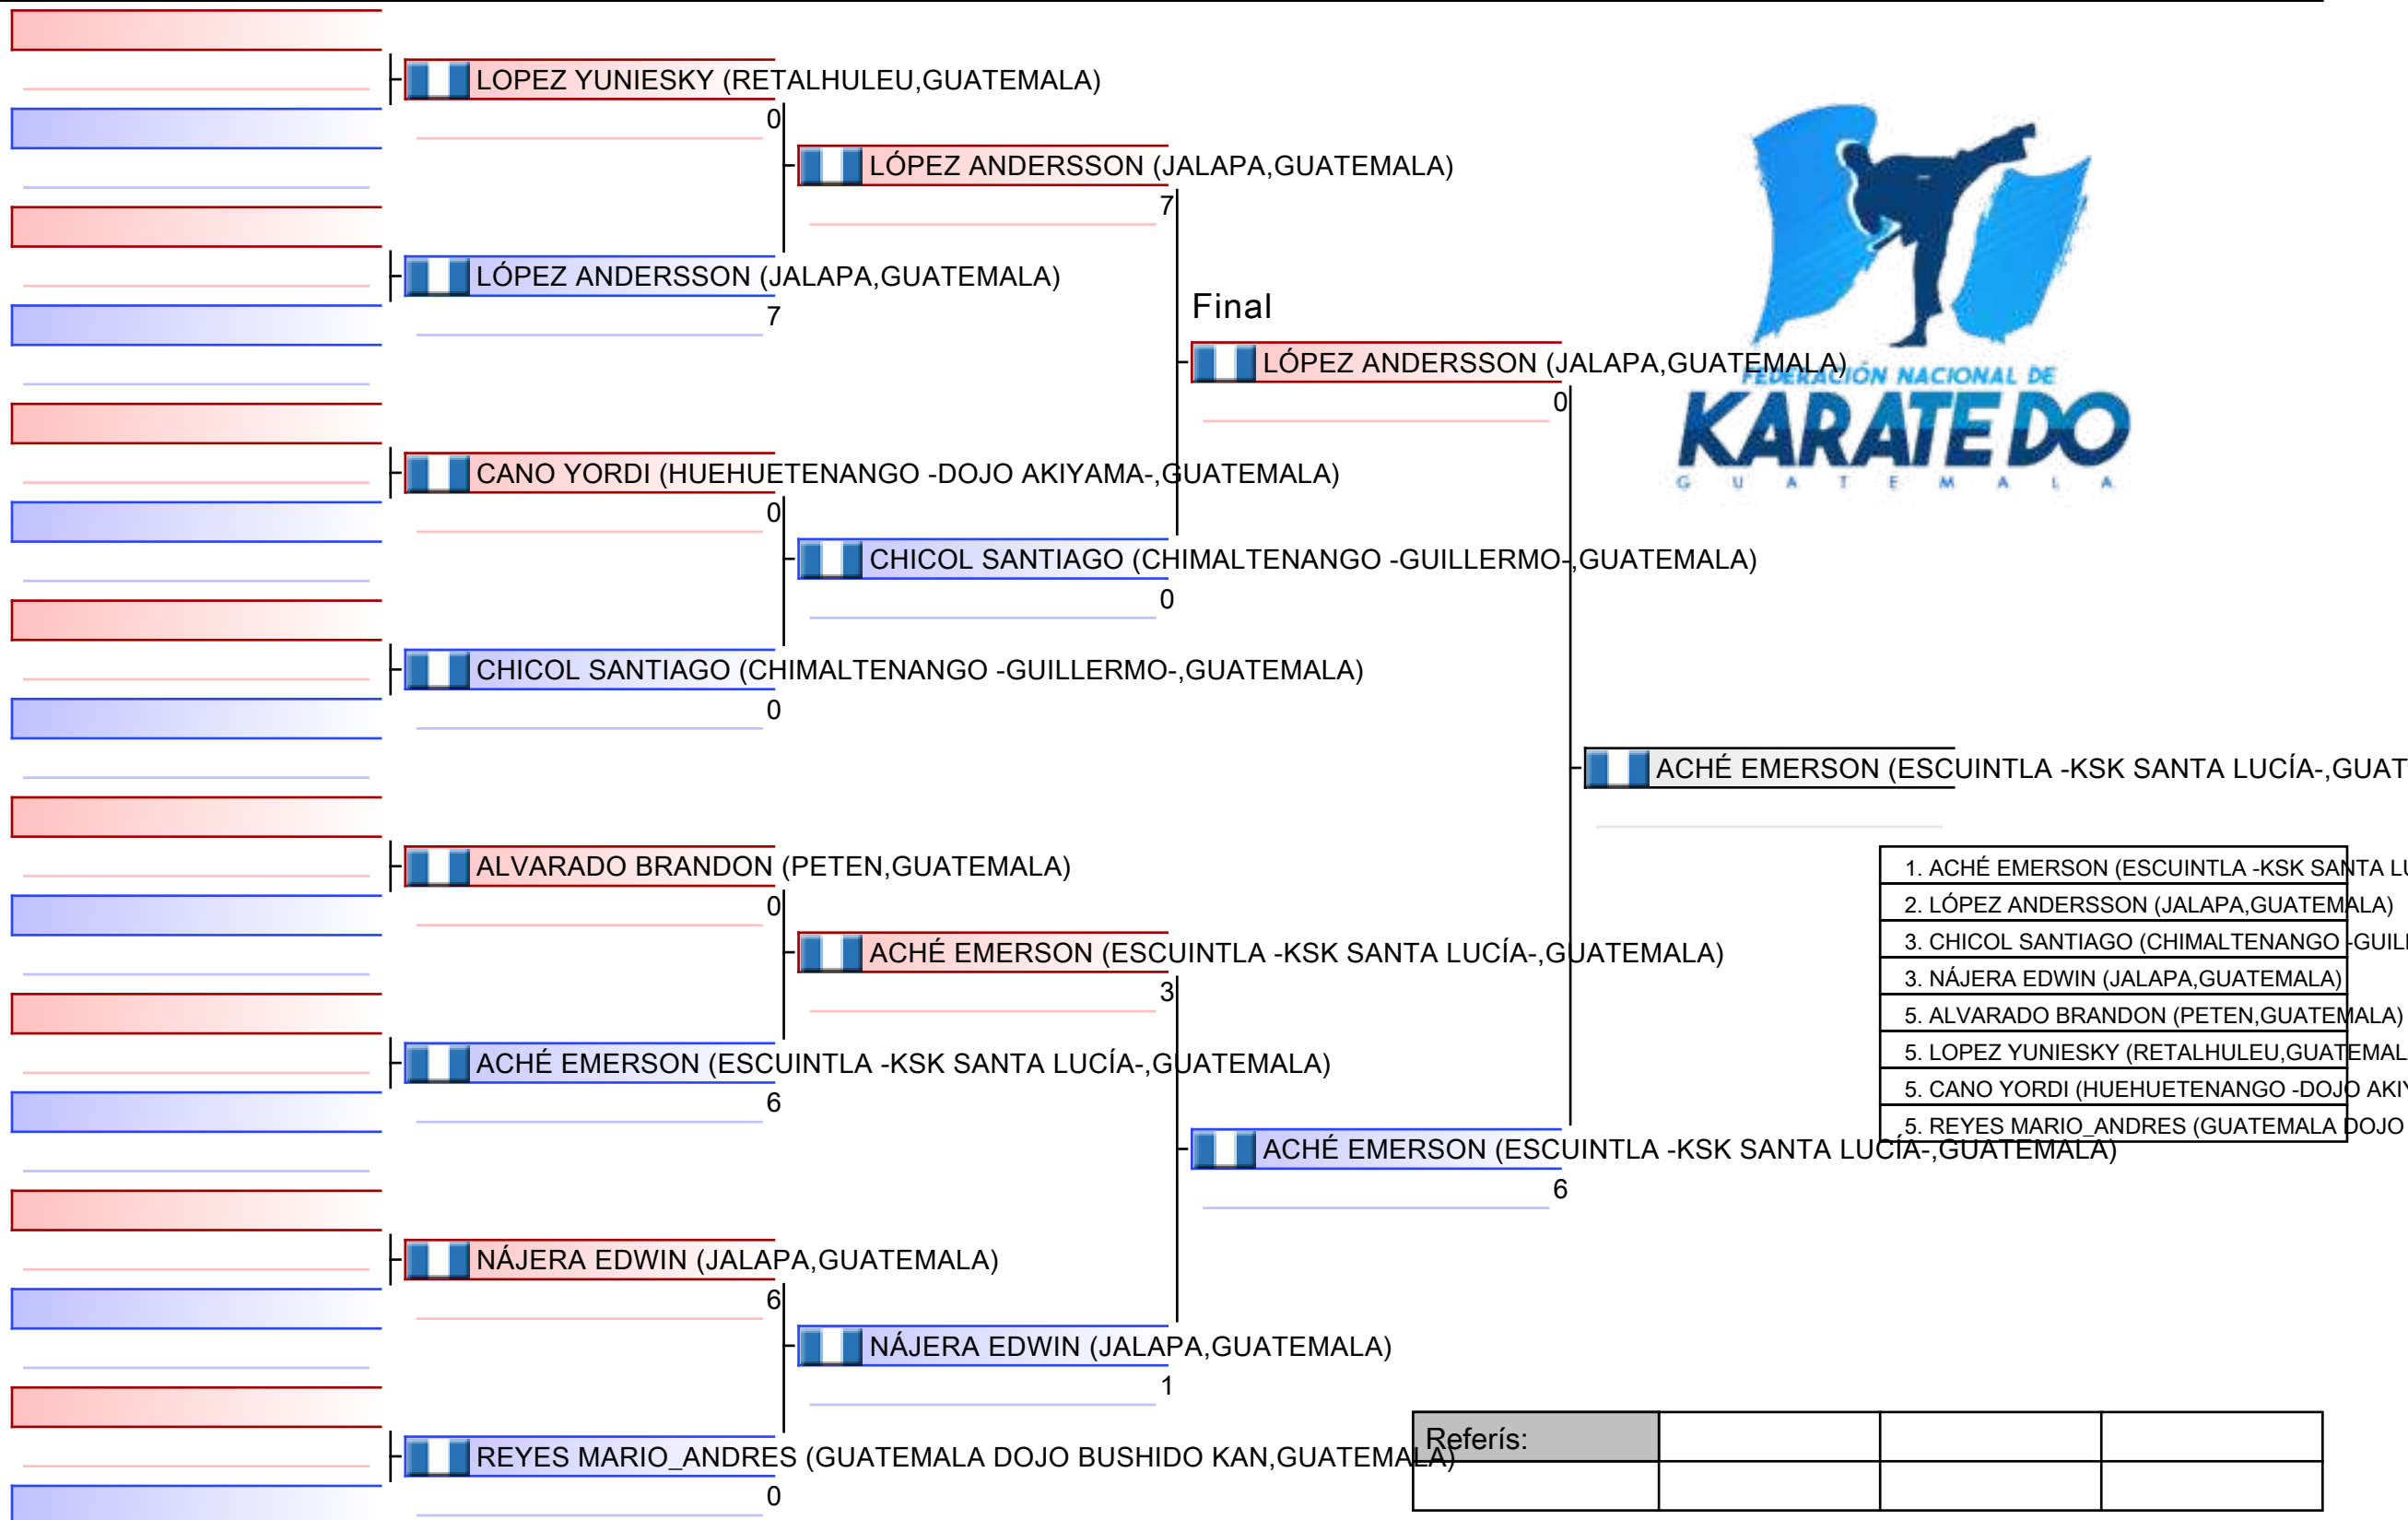 LOPEZ YUNIESKY (RETALHULEU,GUATEMALA)
0
LÓPEZ ANDERSSON (JALAPA,GUATEMALA)
7
LÓPEZ ANDERSSON (JALAPA,GUATEMALA)
7
Final
LÓPEZ ANDERSSON (JALAPA,GUATEMALA)
0
FEDERACIÓN NACIONAL DE
KARATE DO
GUATEMALA
CANO YORDI (HUEHUETENANGO -DOJO AKIYAMA-,GUATEMALA)
0
CHICOL SANTIAGO (CHIMALTENANGO -GUILLERMO-,GUATEMALA)
0
CHICOL SANTIAGO (CHIMALTENANGO -GUILLERMO-,GUATEMALA)
0
ACHÉ EMERSON (ESCUINTLA -KSK SANTA LUCÍA-,GUAT
ALVARADO BRANDON (PETEN,GUATEMALA)
0
ACHÉ EMERSON (ESCUINTLA -KSK SANTA LUCÍA-,GUATEMALA)
3
ACHÉ EMERSON (ESCUINTLA -KSK SANTA LUCÍA-,GUATEMALA)
6
ACHÉ EMERSON (ESCUINTLA -KSK SANTA LUCÍA-,GUATEMALA)
6
1. ACHÉ EMERSON (ESCUINTLA -KSK SANTA LU
2. LÓPEZ ANDERSSON (JALAPA,GUATEMALA)
3. CHICOL SANTIAGO (CHIMALTENANGO -GUILL
3. NÁJERA EDWIN (JALAPA,GUATEMALA)
5. ALVARADO BRANDON (PETEN,GUATEMALA)
5. LOPEZ YUNIESKY (RETALHULEU,GUATEMAL
5. CANO YORDI (HUEHUETENANGO -DOJO AKIY
5. REYES MARIO_ANDRES (GUATEMALA DOJO
NÁJERA EDWIN (JALAPA,GUATEMALA)
6
NÁJERA EDWIN (JALAPA,GUATEMALA)
1
REYES MARIO_ANDRES (GUATEMALA DOJO BUSHIDO KAN,GUATEMALA)
0
Referís: